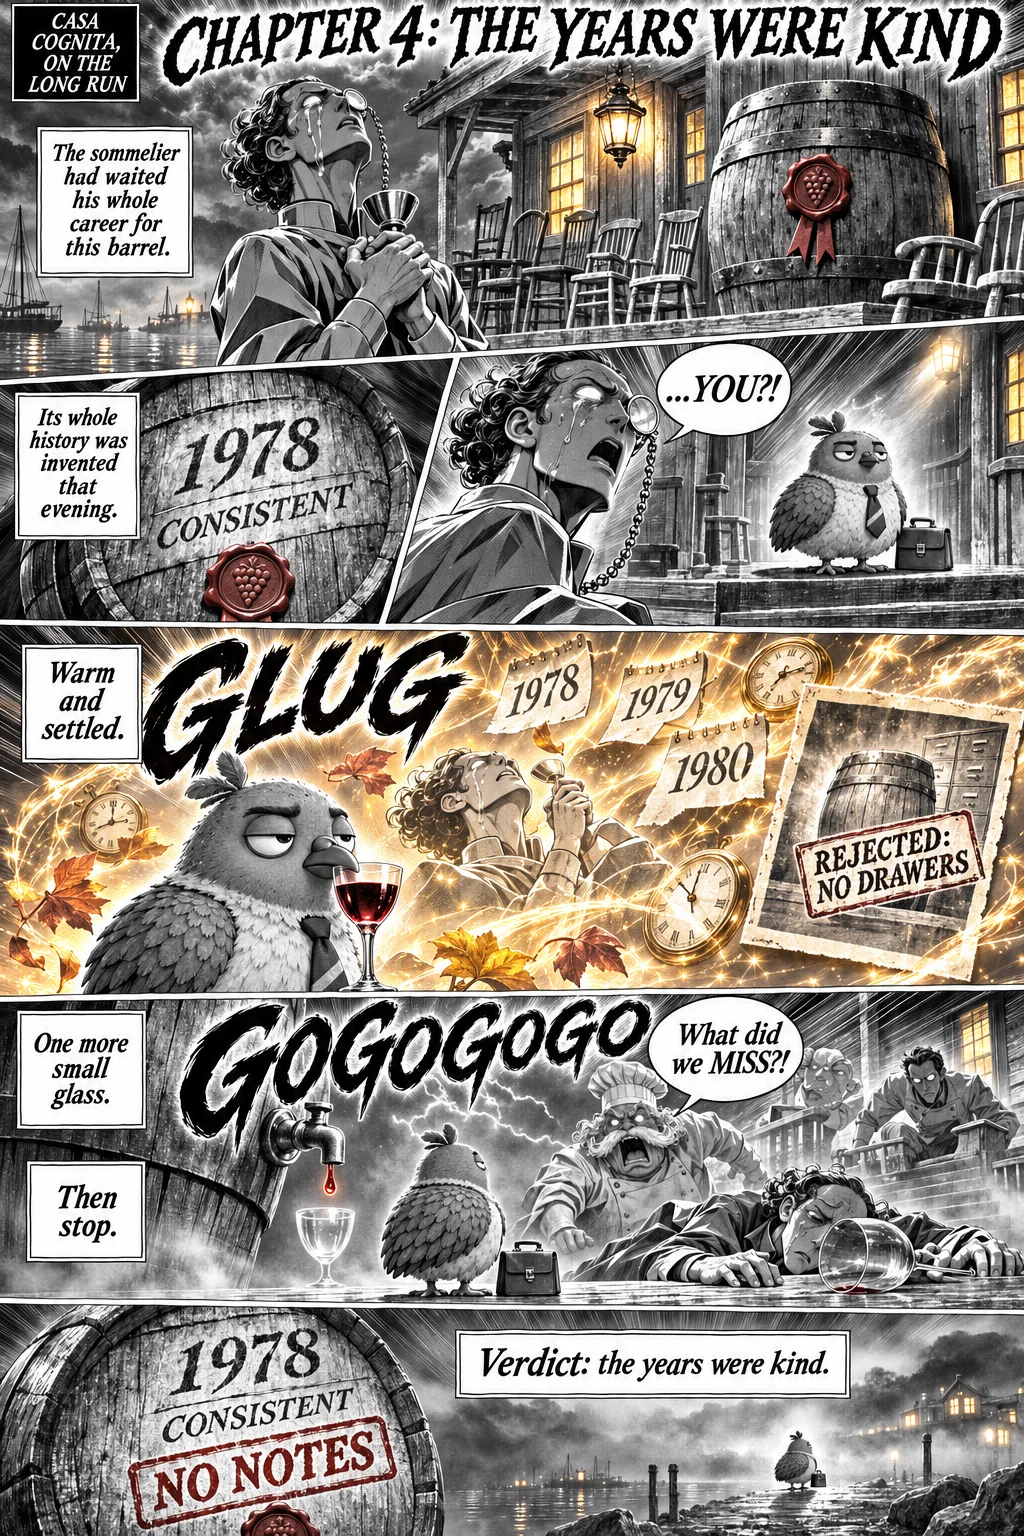 CASA
COGNITA,
ON THE
LONG RUN
CHAPTER 4: THE YEARS WERE KIND
The sommelier
had waited
his whole
career for
this barrel.
Its whole
history was
invented
that
evening.
1978
CONSISTENT
...YOU?!
Warm
and
settled.
GLUG
1978
1979
1980
REJECTED:
NO DRAWERS
One more
small
glass.
GOGOGOGO
What did
we MISS?!
Then
stop.
1978
CONSISTENT
NO NOTES
Verdict: the years were kind.